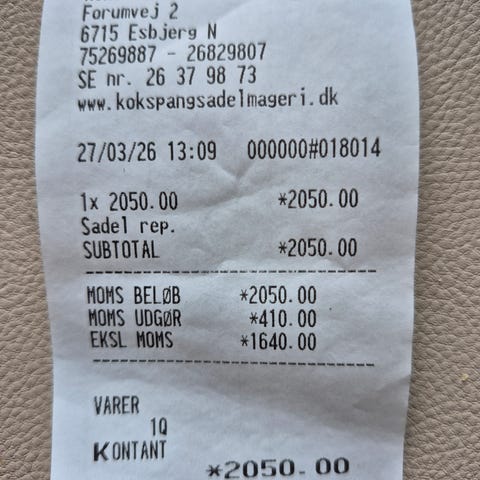 Forumvej 2
6715 Esbjerg N
75269887 - 26829807
SE nr. 26 37 98 73
www.kokspangsadelmageri.dk
27/03/26 13:09 000000#018014
1x 2050.00 *2050.00
Sadel rep.
SUBTOTAL *2050.00
MOMS BELØB *2050.00
MOMS UDGØR *410.00
EKSL MOMS *1640.00
VARER
1Q
KONTANT
*2050.00